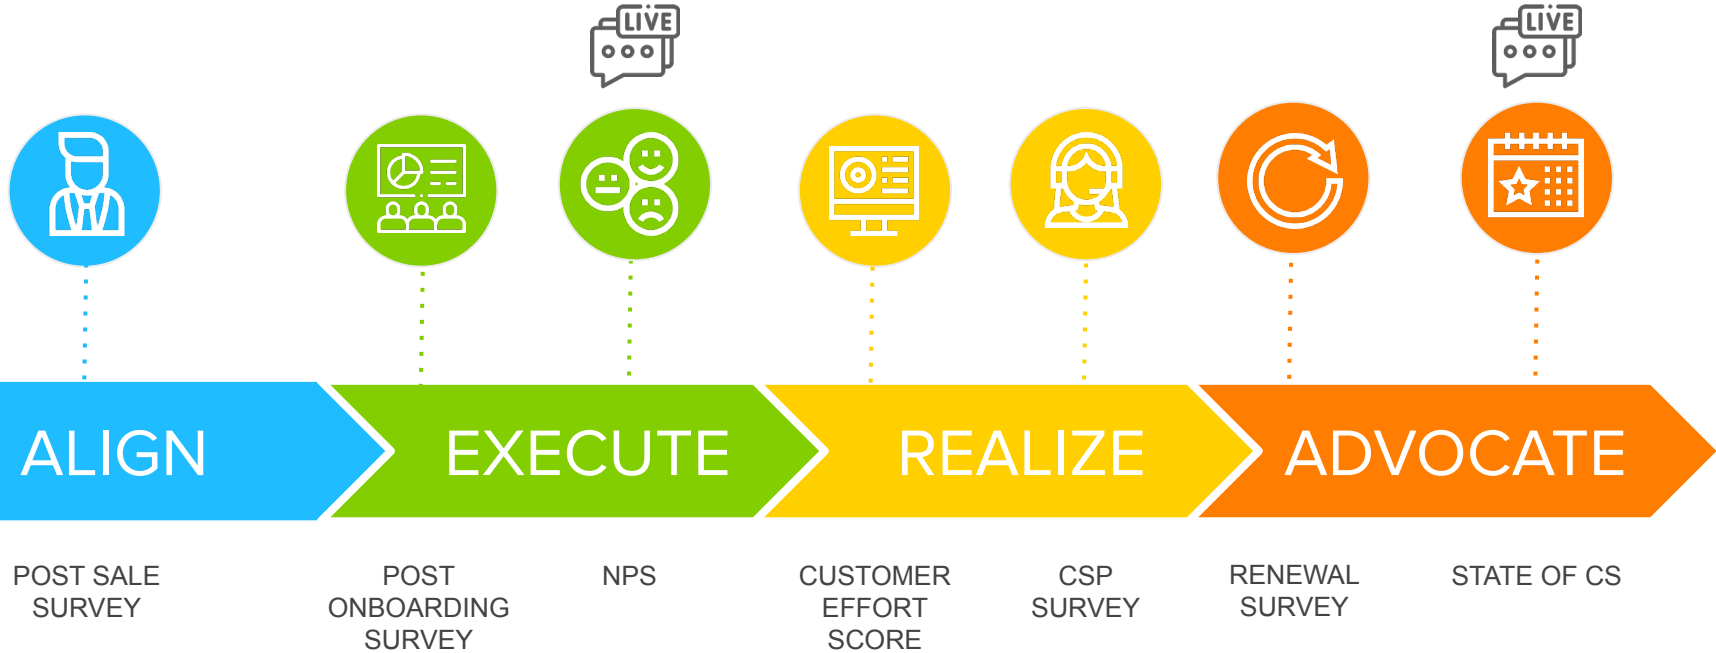 LIVE
LIVE
ALIGN
EXECUTE
REALIZE
ADVOCATE
POST SALE
SURVEY
POST
ONBOARDING
SURVEY
NPS
CUSTOMER
EFFORT
SCORE
CSP
SURVEY
RENEWAL
SURVEY
STATE OF CS